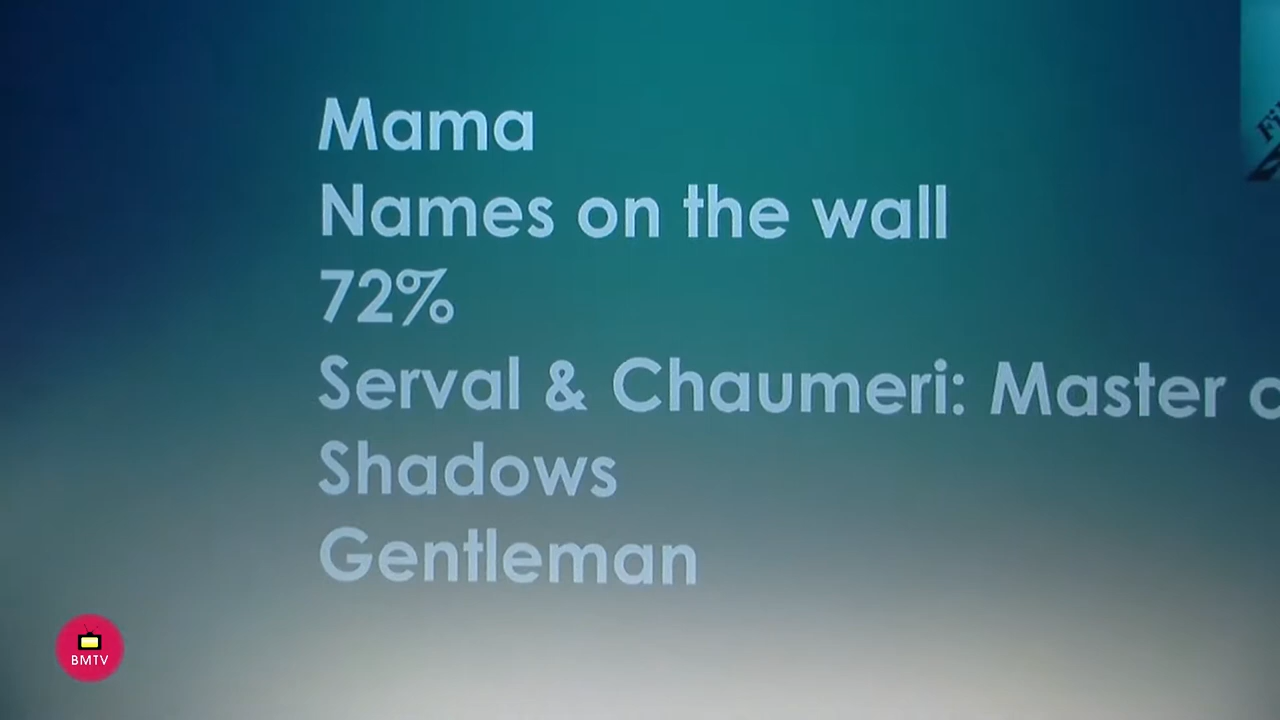 Mama
Names on the wall
72%
Serval & Chaumeri: Master
Shadows
Gentleman
BMTV